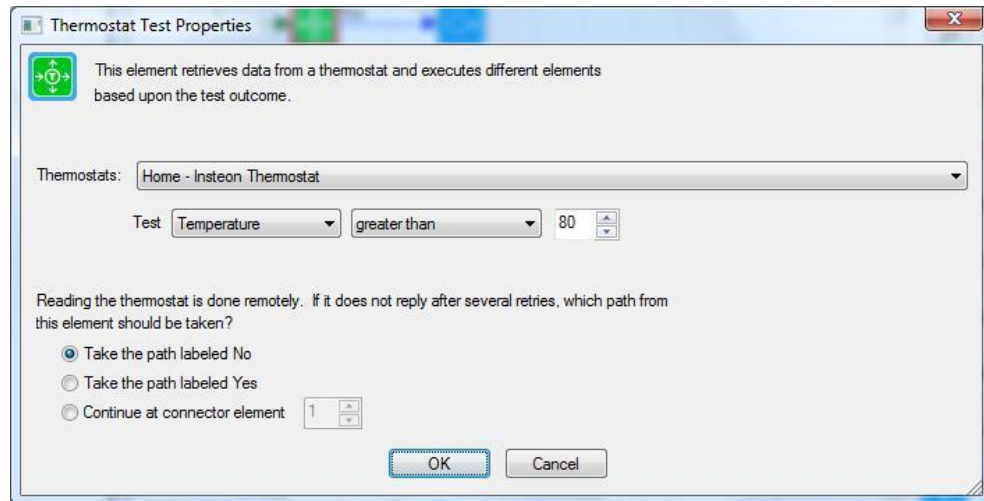 Thermostat Test Properties
This element retrieves data from a thermostat and executes different elements
based upon the test outcome.
Thermostats: Home - Insteon Thermostat
Test Temperature greater than 80
Reading the thermostat is done remotely. If it does not reply after several retries, which path from
this element should be taken?
Take the path labeled No
Take the path labeled Yes
Continue at connector element 1
OK Cancel